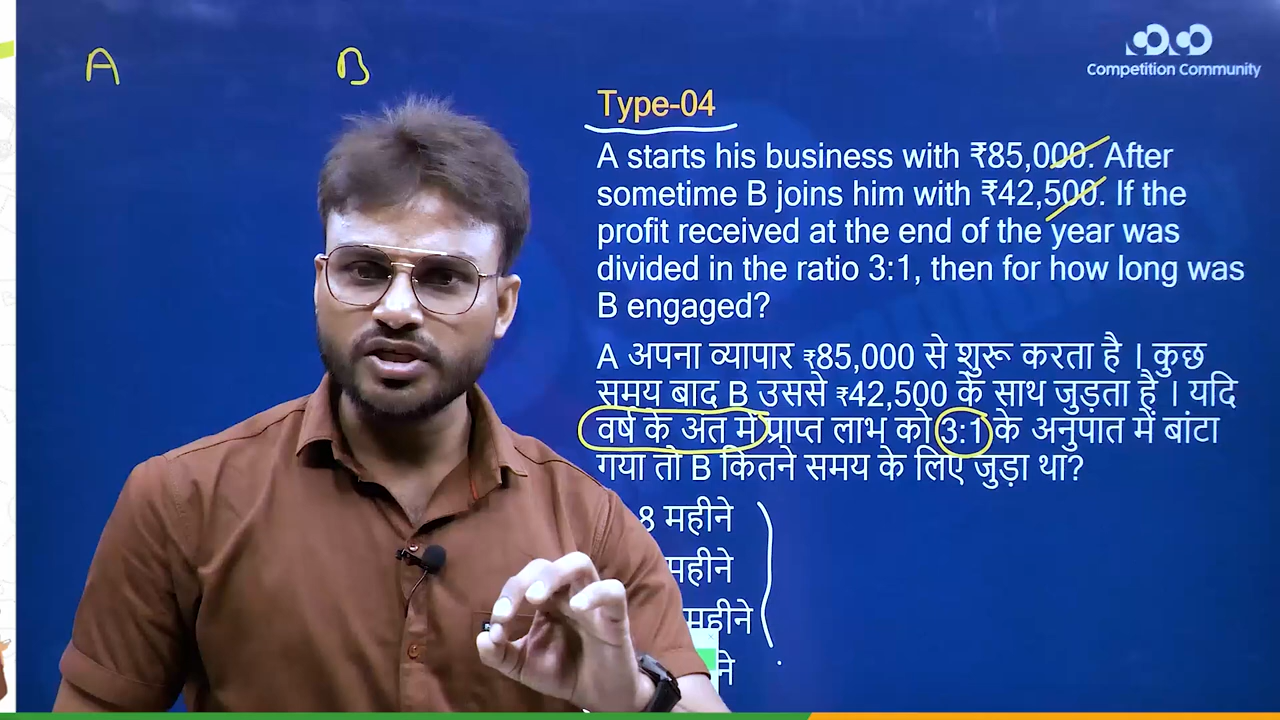 A B
Competition Community
Type-04
A starts his business with ₹85,000. After
sometime B joins him with ₹42,500. If the
profit received at the end of the year was
divided in the ratio 3:1, then for how long was
B engaged?
A अपना व्यापार ₹85,000 से शुरू करता है । कुछ
समय बाद B उससे ₹42,500 के साथ जुड़ता है । यदि
वर्ष के अंत में प्राप्त लाभ को 3:1 के अनुपात में बांटा
गया तो B कितने समय के लिए जुड़ा था?
8 महीने
महीने
महीने